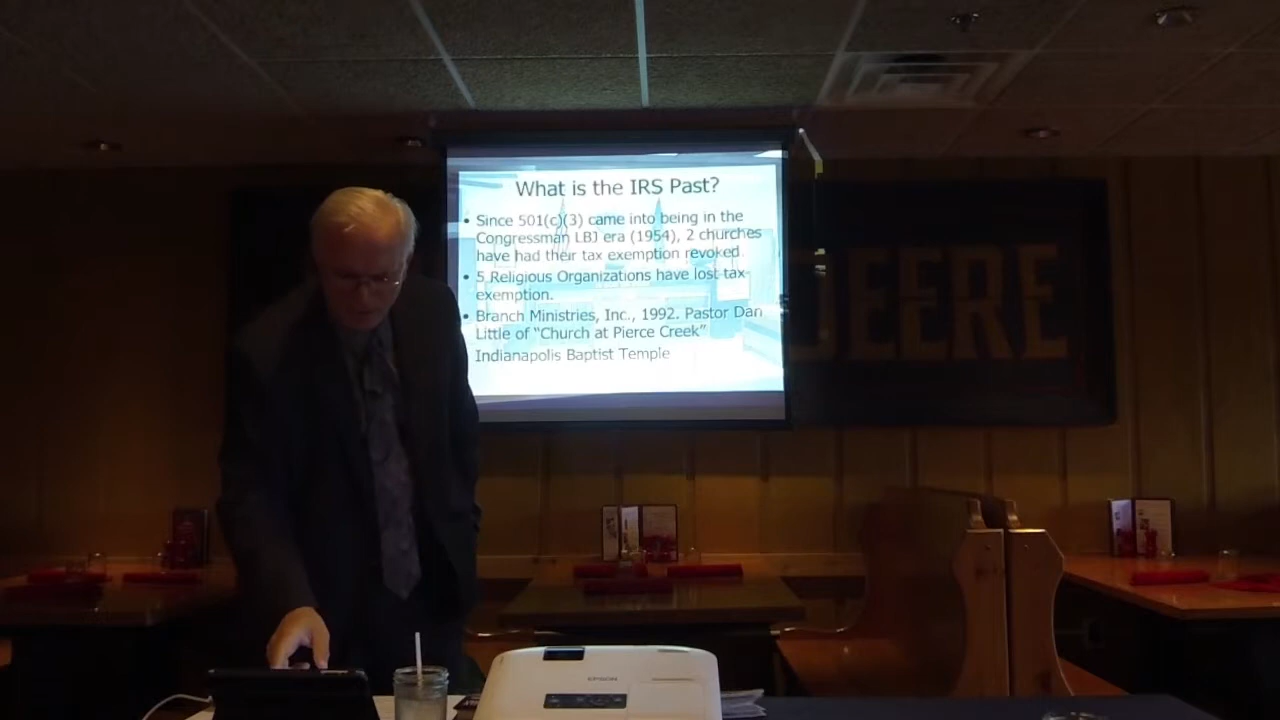 What is the IRS Past?
• Since 501(c)(3) came into being in the
Congressman LBJ era (1954), 2 churches
have had their tax exemption revoked.
• 5 Religious Organizations have lost tax-
exemption.
• Branch Ministries, Inc., 1992. Pastor Dan
Little of “Church at Pierce Creek”
Indianapolis Baptist Temple
DEERE
EPSON